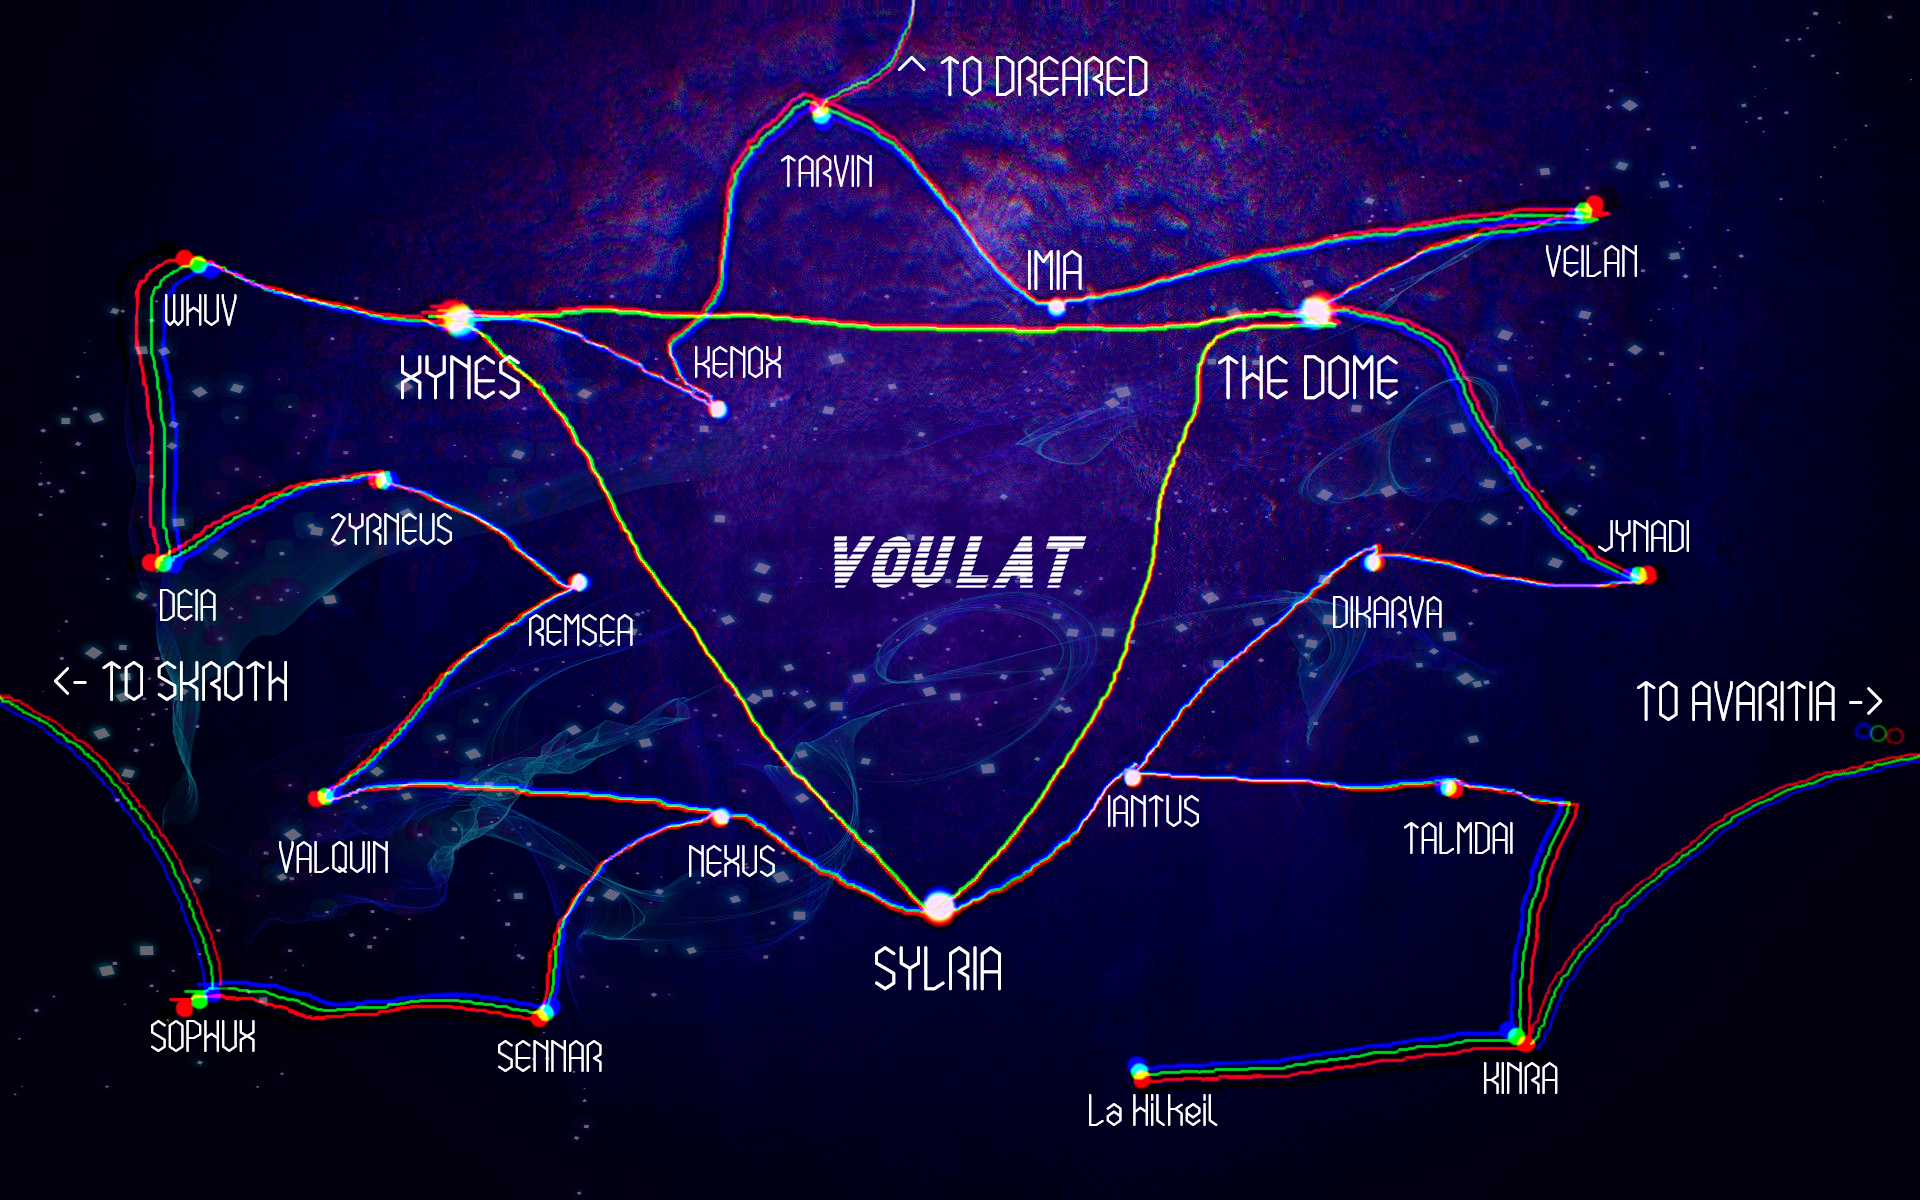 ^ TO DREARED
TARVIN
IMIA
VEILAN
WHUV
XYNES
KENOX
THE DOME
ZYRNEUS
VOULAT
JYNADI
DEIA
REMSEA
DIKARVA
<- TO SKROTH
TO AVARITIA ->
IANTUS
TALMDAI
VALQUIN
NEXUS
SYLRIA
SOPHUX
SENNAR
KINRA
La Hilkeil